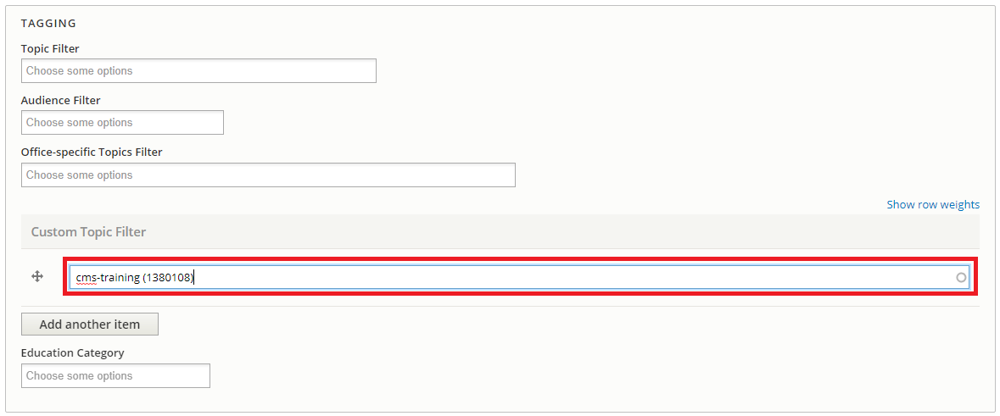 TAGGING
Topic Filter
Choose some options
Audience Filter
Choose some options
Office-specific Topics Filter
Choose some options
Show row weights
Custom Topic Filter
cms-training (1380108)
Add another item
Education Category
Choose some options